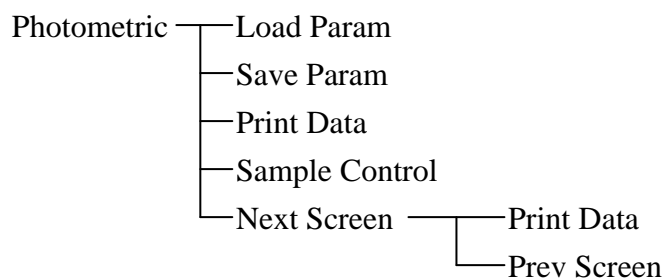 Photometric Load Param
Save Param
Print Data
Sample Control
Next Screen Print Data
Prev Screen